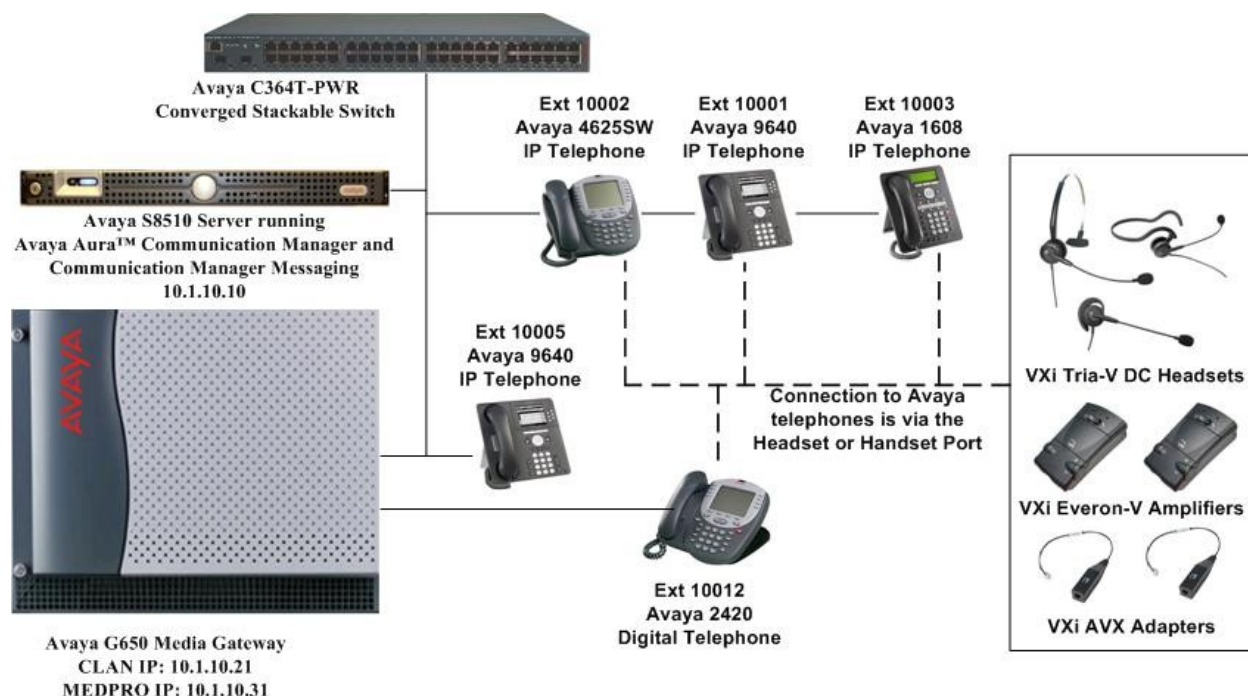 Avaya C364T-PWR
Converged Stackable Switch
Ext 10002
Avaya 4625SW
IP Telephone
Ext 10001
Avaya 9640
IP Telephone
Ext 10003
Avaya 1608
IP Telephone
Avaya S8510 Server running
Avaya Aura™ Communication Manager and
Communication Manager Messaging
10.1.10.10
AVAYA
Ext 10005
Avaya 9640
IP Telephone
Connection to Avaya
telephones is via the
Headset or Handset Port
VXi Tria-V DC Headsets
VXi Everon-V Amplifiers
VXi AVX Adapters
Ext 10012
Avaya 2420
Digital Telephone
Avaya G650 Media Gateway
CLAN IP: 10.1.10.21
MEDPRO IP: 10.1.10.31